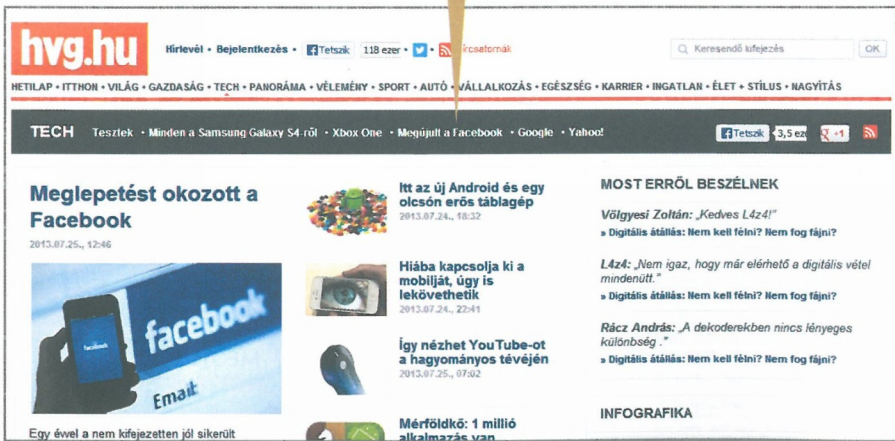 hvg.hu
Hírlevél • Bejelentkezés • Tetszik 118 ezer • •
Keresendő kifejezés OK
HETILAP • ITTHON • VILÁG • GAZDASÁG • TECH • PANORÁMA • VÉLEMÉNY • SPORT • AUTÓ • VÁLLALKOZÁS • EGÉSZSÉG • KARRIER • INGATLAN • ÉLET + STÍLUS • NAGYÍTÁS
TECH Tesztek • Minden a Samsung Galaxy S4-ről • Xbox One • Megújult a Facebook • Google • Yahoo! Tetszik 3,5 eze +1
Meglepetést okozott a
Facebook
2013.07.25., 12:46
facebook
facebook
Email:
Egy évvel a nem kifejezetten jól sikerült
Itt az új Android és egy
olcsón erős táblagép
2013.07.24., 18:32
Hiába kapcsolja ki a
mobilját, úgy is
lekövethetik
2013.07.24., 22:41
Így nézhet YouTube-ot
a hagyományos tévéjén
2013.07.25., 07:02
Mérföldkő: 1 millió
alkalmazás van
MOST ERRŐL BESZÉLNEK
Völgyesi Zoltán: „Kedves L4z4!"
» Digitális átállás: Nem kell félni? Nem fog fájni?
L4z4: „Nem igaz, hogy már elérhető a digitális vétel
mindenütt."
» Digitális átállás: Nem kell félni? Nem fog fájni?
Rácz András: „A dekoderekben nincs lényeges
különbség ."
» Digitális átállás: Nem kell félni? Nem fog fájni?
INFOGRAFIKA